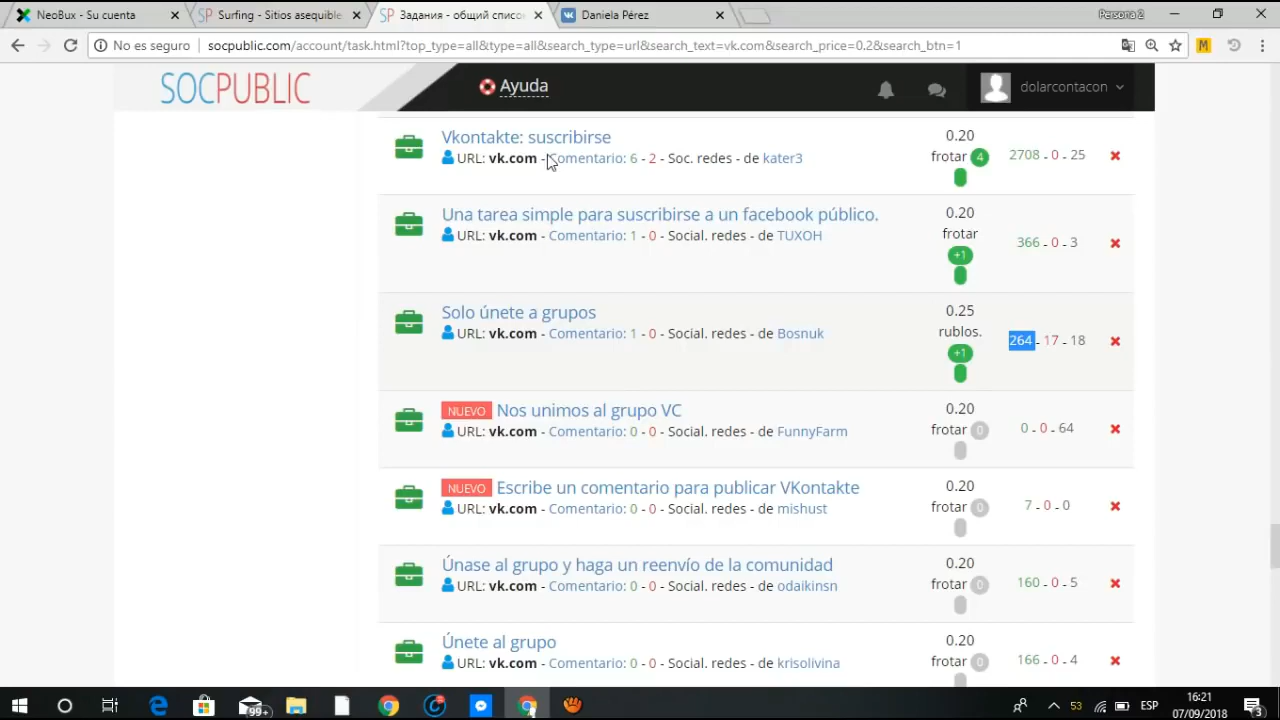 NeoBux - Su cuenta
Surfing - Sitios asequible
Задания - общий списо
Daniela Pérez
Persona 2
No es seguro
socpublic.com/account/task.html?top_type=all&type=all&search_type=url&search_text=vk.com&search_price=0.2&search_btn=1
SOCPUBLIC
Ayuda
dolarcontacon
Vkontakte: suscribirse
URL: vk.com - Comentario: 6 - 2 - Soc. redes - de kater3
0.20
frotar 4
2708 - 0 - 25
Una tarea simple para suscribirse a un facebook público.
URL: vk.com - Comentario: 1 - 0 - Social. redes - de TUXOH
0.20
frotar
+1
366 - 0 - 3
Solo únete a grupos
URL: vk.com - Comentario: 1 - 0 - Social. redes - de Bosnuk
0.25
rublos.
+1
264 - 17 - 18
NUEVO Nos unimos al grupo VC
URL: vk.com - Comentario: 0 - 0 - Social. redes - de FunnyFarm
0.20
frotar 0
0 - 0 - 64
NUEVO Escribe un comentario para publicar VKontakte
URL: vk.com - Comentario: 0 - 0 - Social. redes - de mishust
0.20
frotar 0
7 - 0 - 0
Únase al grupo y haga un reenvío de la comunidad
URL: vk.com - Comentario: 0 - 0 - Social. redes - de odaikinsn
0.20
frotar 0
160 - 0 - 5
Únete al grupo
URL: vk.com - Comentario: 0 - 0 - Social. redes - de krisolivina
0.20
frotar 0
166 - 0 - 4
99+
53
ESP
16:21
07/09/2018
3